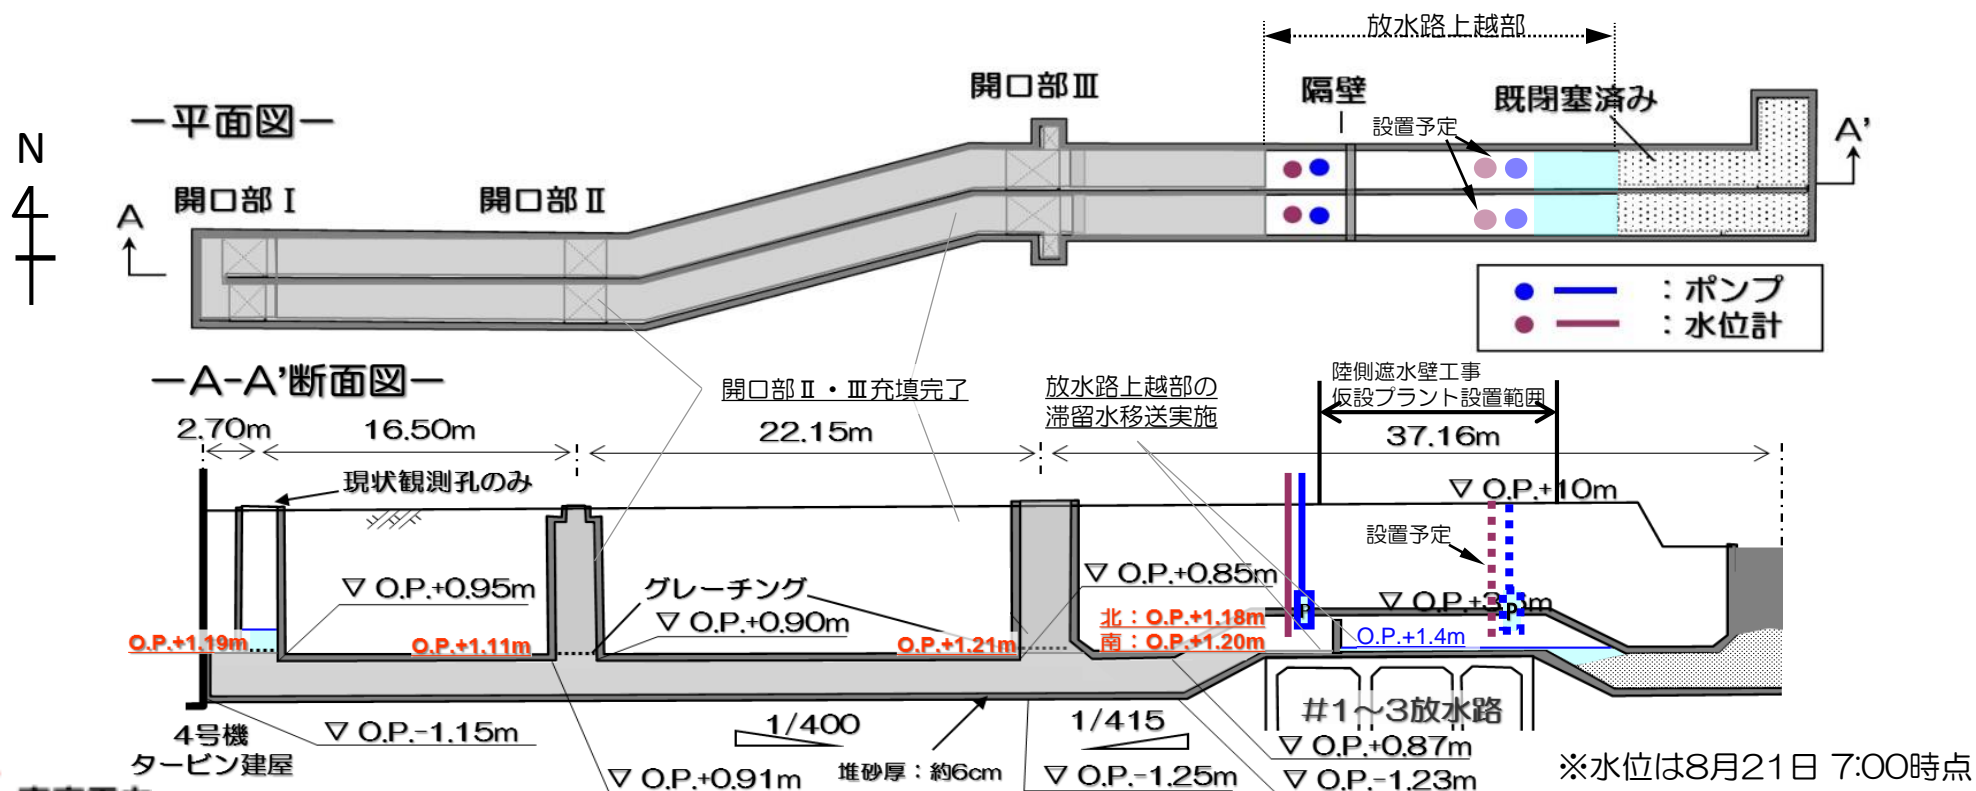 放水路上越部
開口部Ⅲ
隔壁
既閉塞済み
設置予定
ー平面図ー
N
A'
A
開口部Ⅰ
開口部Ⅱ
：ポンプ
：水位計
ーA-A'断面図ー
開口部Ⅱ・Ⅲ充填完了
放水路上越部の
滞留水移送実施
陸側遮水壁工事
仮設プラント設置範囲
2.70m
16.50m
22.15m
37.16m
現状観測孔のみ
▽ O.P.+10m
設置予定
▽ O.P.+0.95m
グレーチング
▽ O.P.+0.90m
▽ O.P.+0.85m
P
P
O.P.+1.19m
O.P.+1.11m
O.P.+1.21m
北：O.P.+1.18m
南：O.P.+1.20m
O.P.+1.4m
#1～3放水路
4号機
タービン建屋
▽ O.P.-1.15m
1/400
1/415
▽ O.P.+0.91m
堆砂厚：約6cm
▽ O.P.-1.25m
▽ O.P.+0.87m
▽ O.P.-1.23m
※水位は8月21日 7:00時点